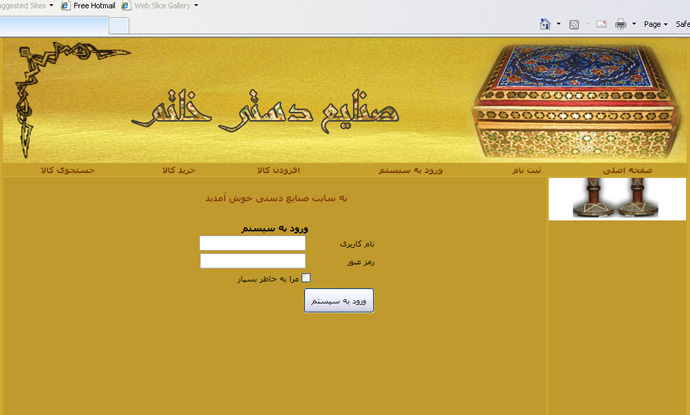 uggested Sites Free Hotmail Web Slice Gallery
Page Safe
صنایع دستی خاتم
صفحه اصلی ثبت نام ورود به سیستم افزودن کالا خرید کالا جستجوی کالا
به سایت صنایع دستی خوش آمدید
ورود به سیستم
نام کاربری
رمز عبور
مرا به خاطر بسپار
ورود به سیستم